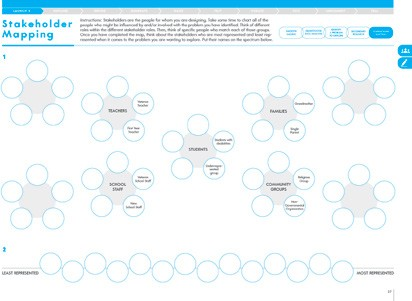 Stakeholder
Mapping
Instructions: Stakeholders are the people for whom you are designing. Take some time to chart all of the
people who might be influenced by and/or involved with the problem you have identified. Think of different
roles within the different stakeholder roles. Then, think of specific people who match each of those groups.
Once you have completed the map, think about the stakeholders who are most represented and least rep
resented when it comes to the problem you are wanting to explore. Put their names on the spectrum below.
1
TEACHERS
Veteran
Teacher
First Year
Teacher
FAMILIES
Grandmother
Single
Parent
STUDENTS
Students with
disabilities
SCHOOL
STAFF
Veteran
School Staff
New
School Staff
COMMUNITY
GROUPS
Religious
Group
Non-
Governmental
Organization
2
LEAST REPRESENTED
MOST REPRESENTED